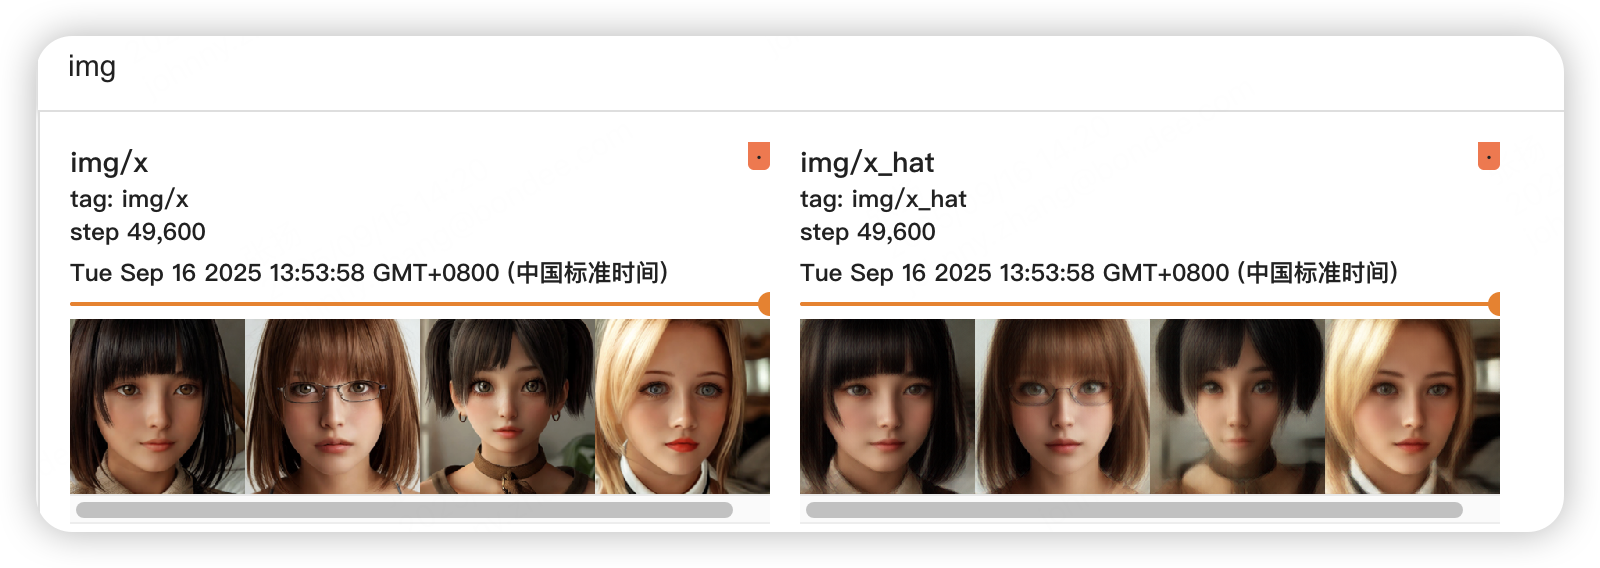 img
img/x
tag: img/x
step 49,600
Tue Sep 16 2025 13:53:58 GMT+0800 (中国标准时间)
img/x_hat
tag: img/x_hat
step 49,600
Tue Sep 16 2025 13:53:58 GMT+0800 (中国标准时间)